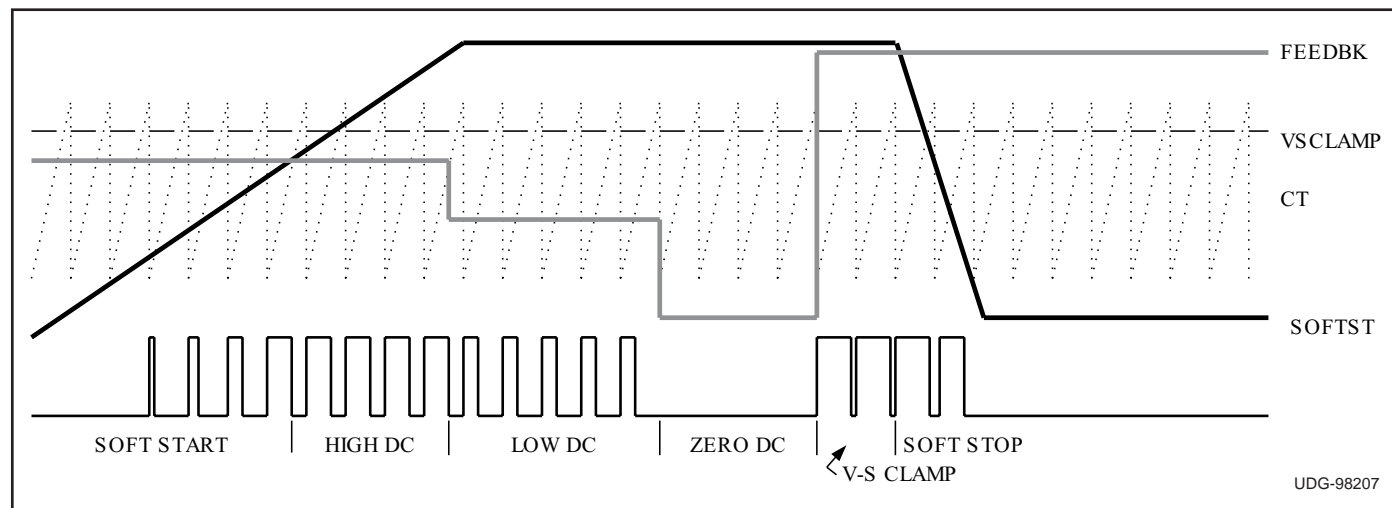 FEEDBK
VSCLAMP
CT
SOFTST
SOFT START
HIGH DC
LOW DC
ZERO DC
SOFT STOP
V-S CLAMP
UDG-98207